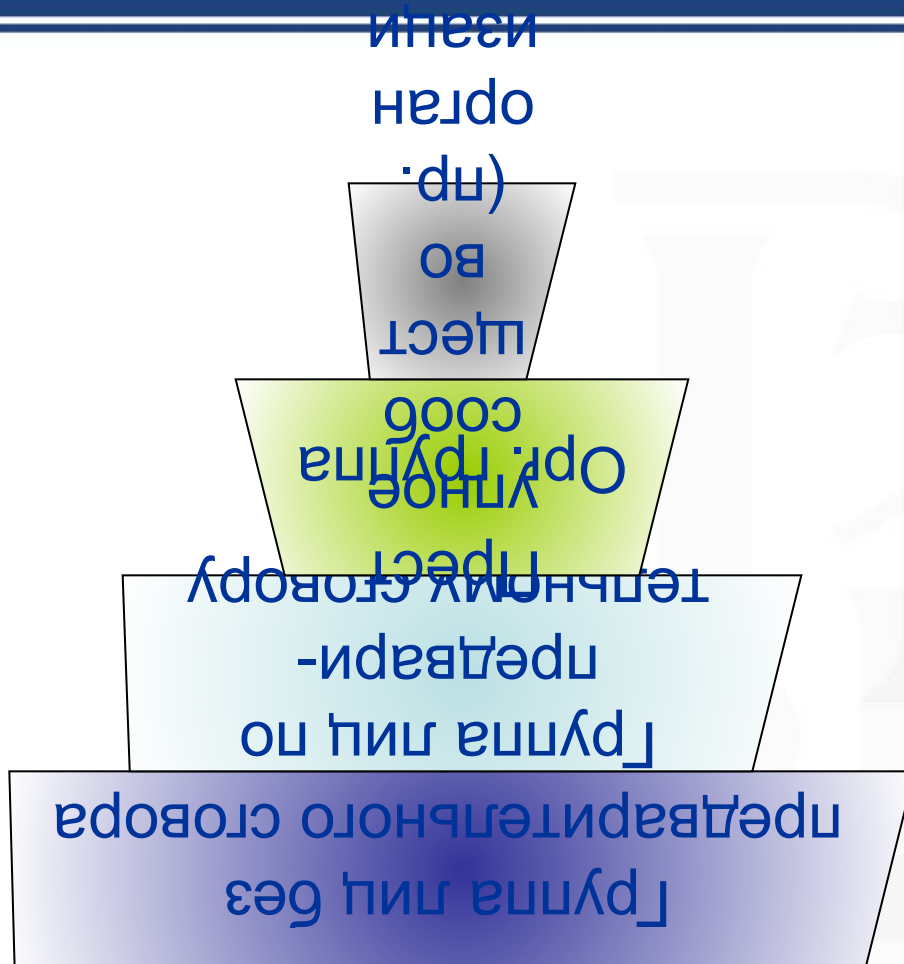 Группа лиц без
предварительного сговора
Группа лиц по
предвари-
тельному сговору
Орг. группа
Прест
упное
сооб
щест
во
(пр.
орган
изаци